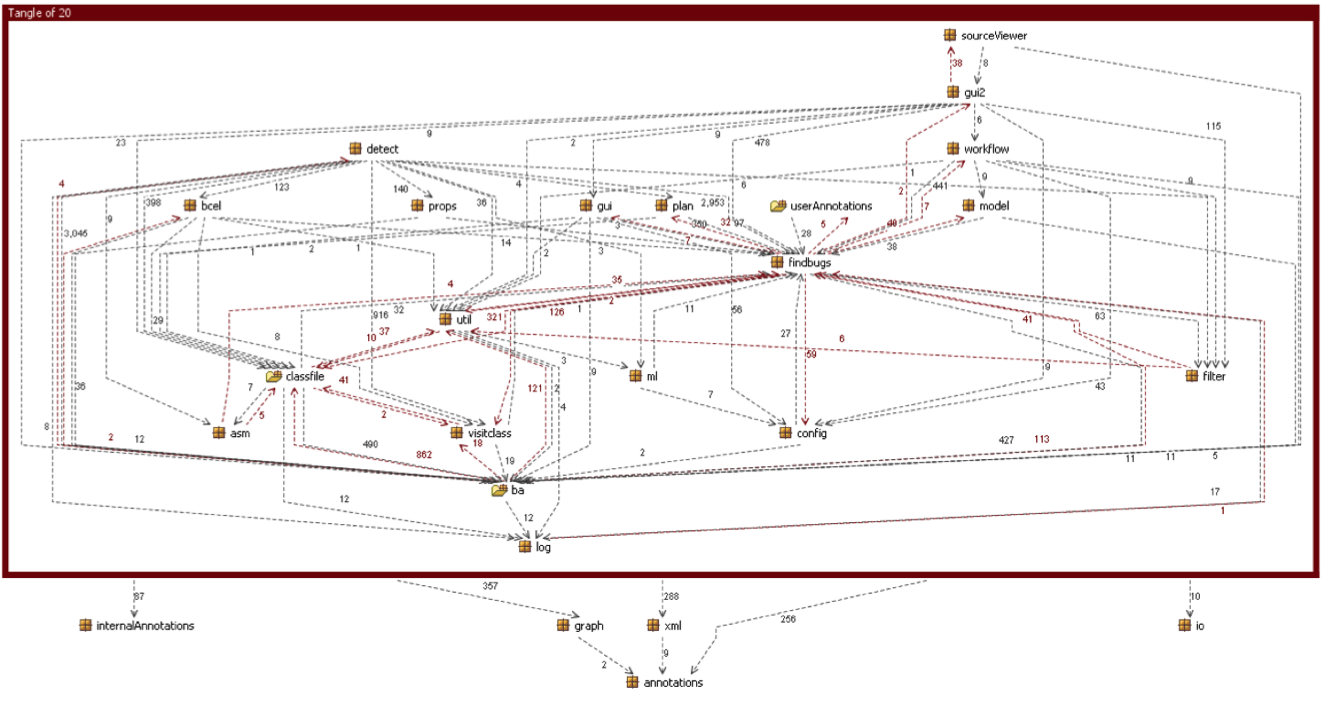 Tangle of 20
sourceViewer
38 8
gui2
6
115
23 9 2 9 478
detect workflow
4 123 140 4 6 1 441 9 9
398 36 2,953 2
bcel props gui plan userAnnotations model
9 3 350 32 97 28 5 40 7 38
3,045 1 2 1 14 2 3 7
findbugs
4 35
29 916 32 321 126 2 1 11 56 27 41 63
util
8 10 37 59 6
3 9
classfile ml filter
36 7 41 2 121 4 7 9 43
5 2
asm visitclass config
8 2 12 490 862 18 19 2 427 113 11 11 5
ba
12 12 17
1
log
87 357 288 256 10
internalAnnotations graph xml io
2 9
annotations